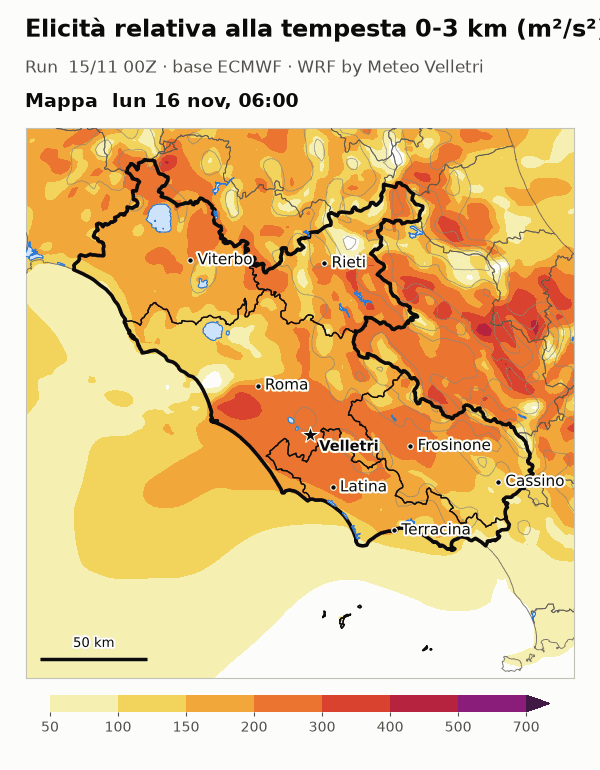 Elicità relativa alla tempesta 0-3 km (m²/s²)
Run  15/11 00Z · base ECMWF · WRF by Meteo Velletri
Mappa  lun 16 nov, 06:00
Viterbo
Rieti
Roma
Velletri
Frosinone
Cassino
Latina
Terracina
50 km
50 100 150 200 300 400 500 700